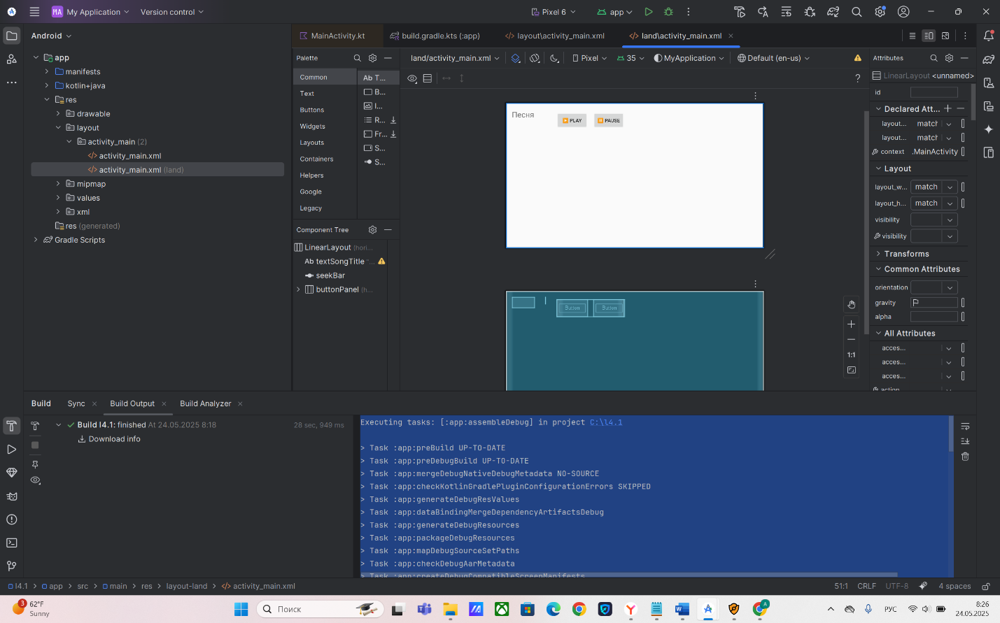 MA My Application
Version control
Pixel 6
app
Android
MainActivity.kt
build.gradle.kts (:app)
layout\activity_main.xml
land\activity_main.xml
app
manifests
kotlin+java
res
drawable
layout
activity_main (2)
activity_main.xml
activity_main.xml (land)
mipmap
values
xml
res (generated)
Gradle Scripts
Palette
Common
Text
Buttons
Widgets
Layouts
Containers
Helpers
Google
Legacy
Ab T...
B...
I...
R...
Fr...
S...
S...
Component Tree
LinearLayout (hori...
Ab textSongTitle "...
seekBar
buttonPanel (h...
land/activity_main.xml
Pixel
35
MyApplication
Default (en-us)
?
Песня
PLAY
PAUSE
Button
Button
1:1
Attributes
LinearLayout <unnamed>
id
Declared Att...
layout... match
layout... match
context .MainActivity
Layout
layout_w... match
layout_h... match
visibility
visibility
Transforms
Common Attributes
orientation
gravity
alpha
All Attributes
acces...
acces...
acces...
action
Build
Sync
Build Output
Build Analyzer
Build l4.1: finished At 24.05.2025 8:18
28 sec, 949 ms
Download info
Executing tasks: [:app:assembleDebug] in project C:\l4.1
> Task :app:preBuild UP-TO-DATE
> Task :app:preDebugBuild UP-TO-DATE
> Task :app:mergeDebugNativeDebugMetadata NO-SOURCE
> Task :app:checkKotlinGradlePluginConfigurationErrors SKIPPED
> Task :app:generateDebugResValues
> Task :app:dataBindingMergeDependencyArtifactsDebug
> Task :app:generateDebugResources
> Task :app:packageDebugResources
> Task :app:mapDebugSourceSetPaths
> Task :app:checkDebugAarMetadata
> Task :app:createDebugCompatibleScreenManifests
l4.1 > app > src > main > res > layout-land > activity_main.xml
51:1
CRLF
UTF-8
4 spaces
3
62°F
Sunny
Поиск
A
РУС
8:26
24.05.2025